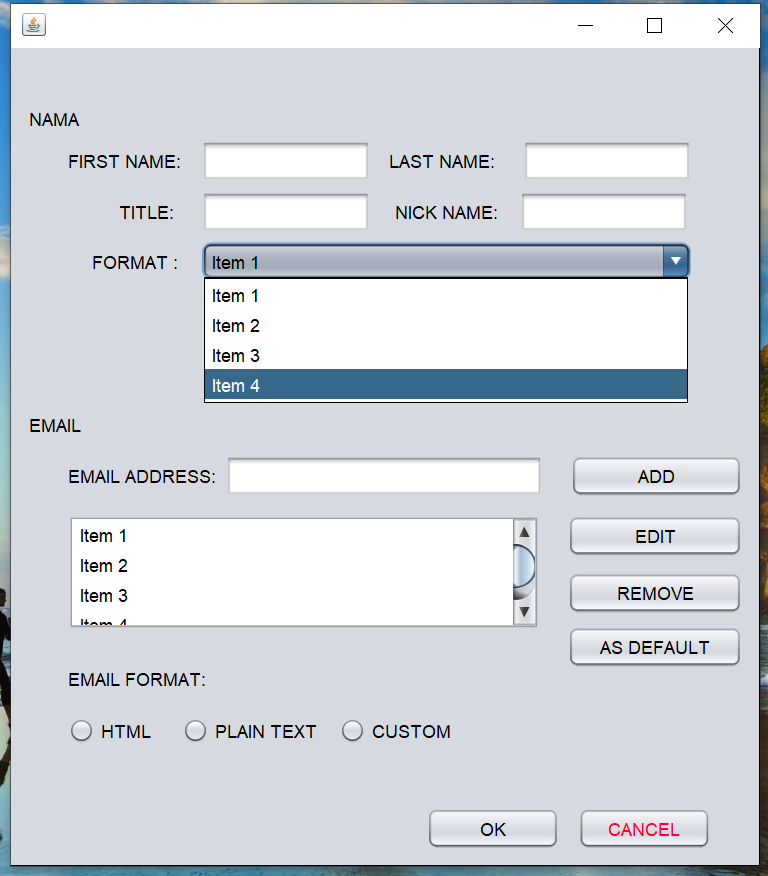 NAMA
FIRST NAME: LAST NAME:
TITLE: NICK NAME:
FORMAT : Item 1
Item 1
Item 2
Item 3
Item 4
EMAIL
EMAIL ADDRESS: ADD
Item 1 EDIT
Item 2
Item 3 REMOVE
Item 4
AS DEFAULT
EMAIL FORMAT:
HTML PLAIN TEXT CUSTOM
OK CANCEL